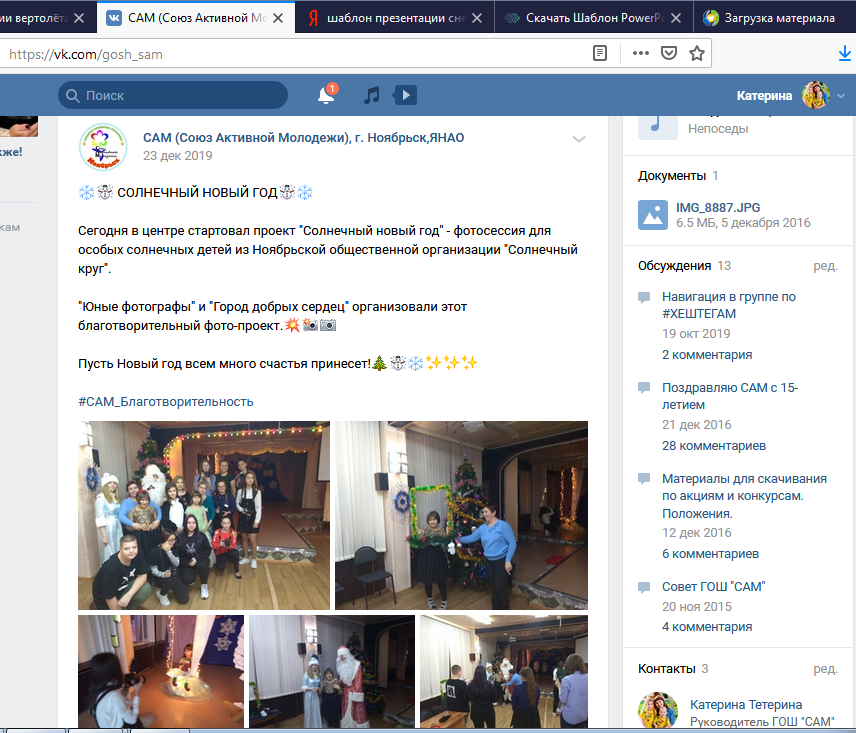 ии вертолёта
САМ (Союз Активной Мо
шаблон презентации сне
Скачать Шаблон PowerPo
Загрузка материала
https://vk.com/gosh_sam
Поиск
1
Катерина
же!
кам
САМ (Союз Активной Молодежи), г. Ноябрьск,ЯНАО
23 дек 2019
СОЛНЕЧНЫЙ НОВЫЙ ГОД
Сегодня в центре стартовал проект "Солнечный новый год" - фотосессия для
особых солнечных детей из Ноябрьской общественной организации "Солнечный
круг".
"Юные фотографы" и "Город добрых сердец" организовали этот
благотворительный фото-проект.
Пусть Новый год всем много счастья принесет!
#САМ_Благотворительность
Непоседы
Документы 1
IMG_8887.JPG
6.5 МБ, 5 декабря 2016
Обсуждения 13 ред.
Навигация в группе по
#ХЕШТЕГАМ
19 окт 2019
2 комментария
Поздравляю САМ с 15-
летием
21 дек 2016
28 комментариев
Материалы для скачивания
по акциям и конкурсам.
Положения.
12 дек 2016
6 комментариев
Совет ГОШ "САМ"
20 ноя 2015
4 комментария
Контакты 3 ред.
Катерина Тетерина
Руководитель ГОШ "САМ"